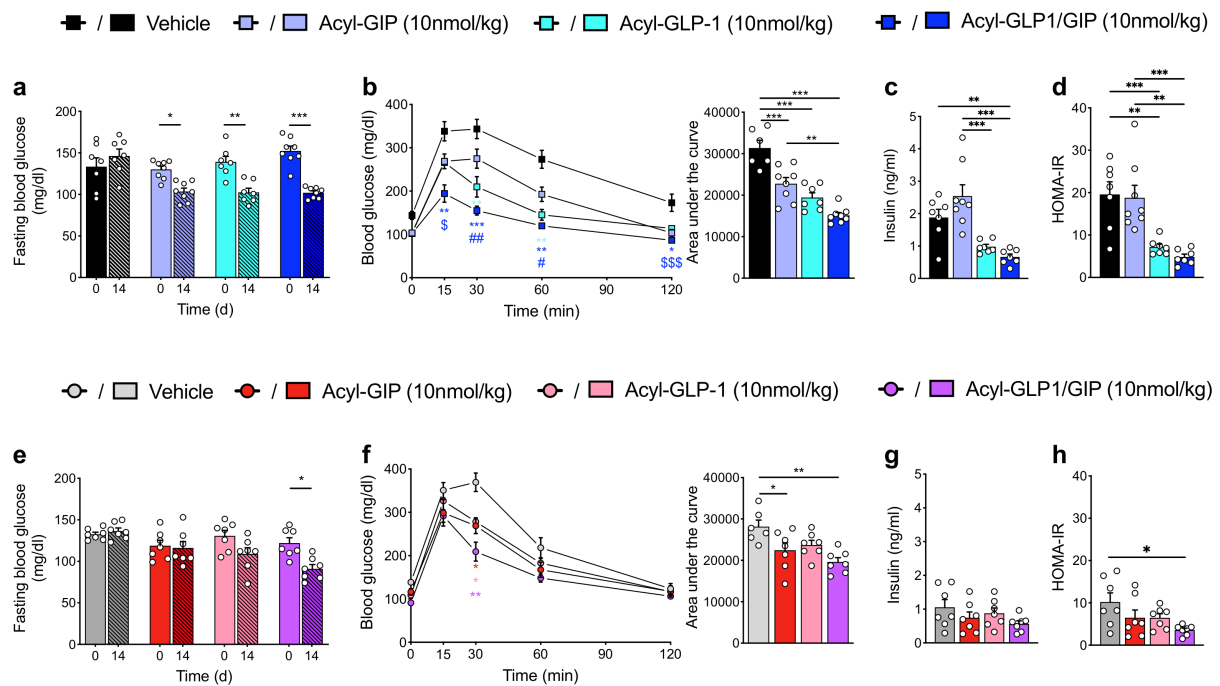 / Vehicle / Acyl-GIP (10nmol/kg) / Acyl-GLP-1 (10nmol/kg) / Acyl-GLP1/GIP (10nmol/kg)
a
Fasting blood glucose
(mg/dl)
200
150
100
50
0
* ** ***
0 14 0 14 0 14 0 14
Time (d)
b
Blood glucose (mg/dl)
400
300
200
100
0
**
$
***
##
**
**
#
*
$$$
0 15 30 60 90 120
Time (min)
Area under the curve
40000
30000
20000
10000
0
***
***
***
**
c
Insulin (ng/ml)
5
4
3
2
1
0
**
***
***
d
HOMA-IR
40
30
20
10
0
***
***
**
**
/ Vehicle / Acyl-GIP (10nmol/kg) / Acyl-GLP-1 (10nmol/kg) / Acyl-GLP1/GIP (10nmol/kg)
e
Fasting blood glucose
(mg/dl)
200
150
100
50
0
*
0 14 0 14 0 14 0 14
Time (d)
f
Blood glucose (mg/dl)
400
300
200
100
0
*
*
**
0 15 30 60 90 120
Time (min)
Area under the curve
40000
30000
20000
10000
0
**
*
g
Insulin (ng/ml)
5
4
3
2
1
0
h
HOMA-IR
40
30
20
10
0
*